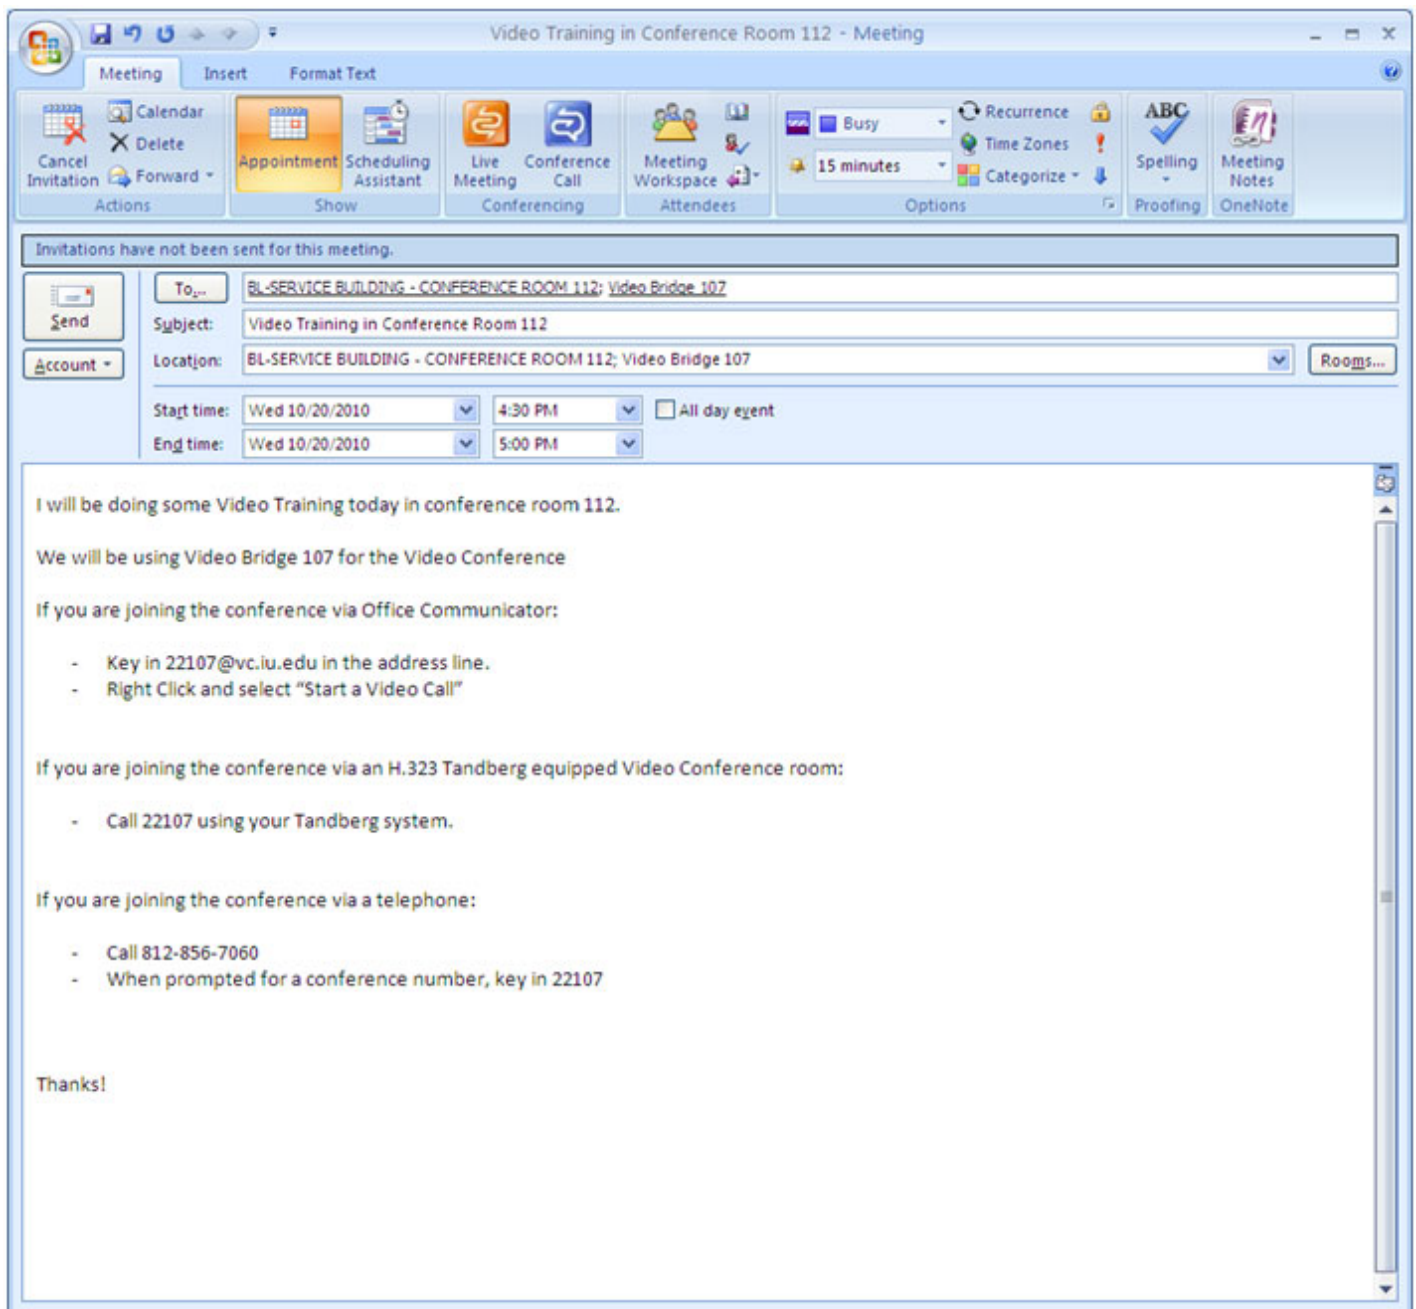 Video Training in Conference Room 112 - Meeting
Meeting Insert Format Text
Cancel Invitation
Calendar
Delete
Forward
Actions
Appointment
Scheduling Assistant
Show
Live Meeting
Conference Call
Conferencing
Meeting Workspace
Attendees
Busy
15 minutes
Recurrence
Time Zones
Categorize
Options
ABC
Spelling
Proofing
Meeting Notes
OneNote
Invitations have not been sent for this meeting.
Send
Account
To... BL-SERVICE BUILDING - CONFERENCE ROOM 112; Video Bridge 107
Subject: Video Training in Conference Room 112
Location: BL-SERVICE BUILDING - CONFERENCE ROOM 112; Video Bridge 107 Rooms...
Start time: Wed 10/20/2010 4:30 PM All day event
End time: Wed 10/20/2010 5:00 PM
I will be doing some Video Training today in conference room 112.
We will be using Video Bridge 107 for the Video Conference
If you are joining the conference via Office Communicator:
- Key in 22107@vc.iu.edu in the address line.
- Right Click and select “Start a Video Call”
If you are joining the conference via an H.323 Tandberg equipped Video Conference room:
- Call 22107 using your Tandberg system.
If you are joining the conference via a telephone:
- Call 812-856-7060
- When prompted for a conference number, key in 22107
Thanks!